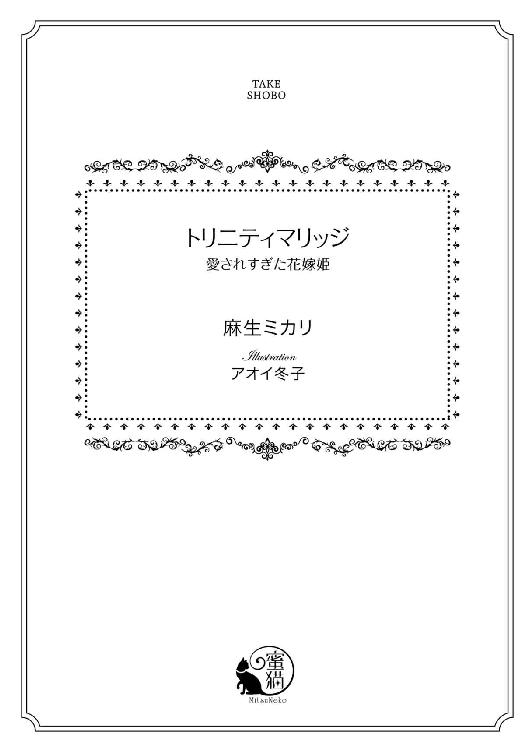 TAKE
SHOBO
トリニティマリッジ
愛されすぎた花嫁姫
麻生ミカリ
Illustration
アオイ冬子
蜜猫
MitsuNeko